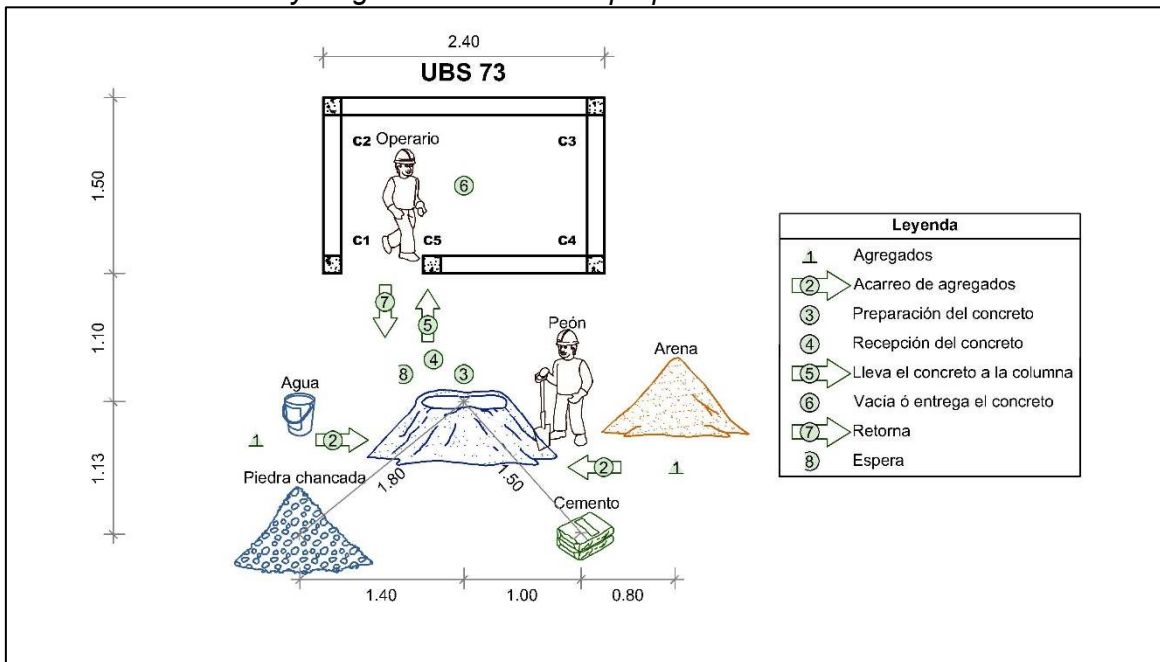 2.40
UBS 73
C2 Operario
C3
6
1.50
C1
C5
C4
7
5
Peón
Arena
4
8
3
1.10
Agua
1
2
2
1
1.13
Piedra chancada
1.80
1.50
Cemento
1.40
1.00
0.80
Leyenda
1 Agregados
2 Acarreo de agregados
3 Preparación del concreto
4 Recepción del concreto
5 Lleva el concreto a la columna
6 Vacía ó entrega el concreto
7 Retorna
8 Espera